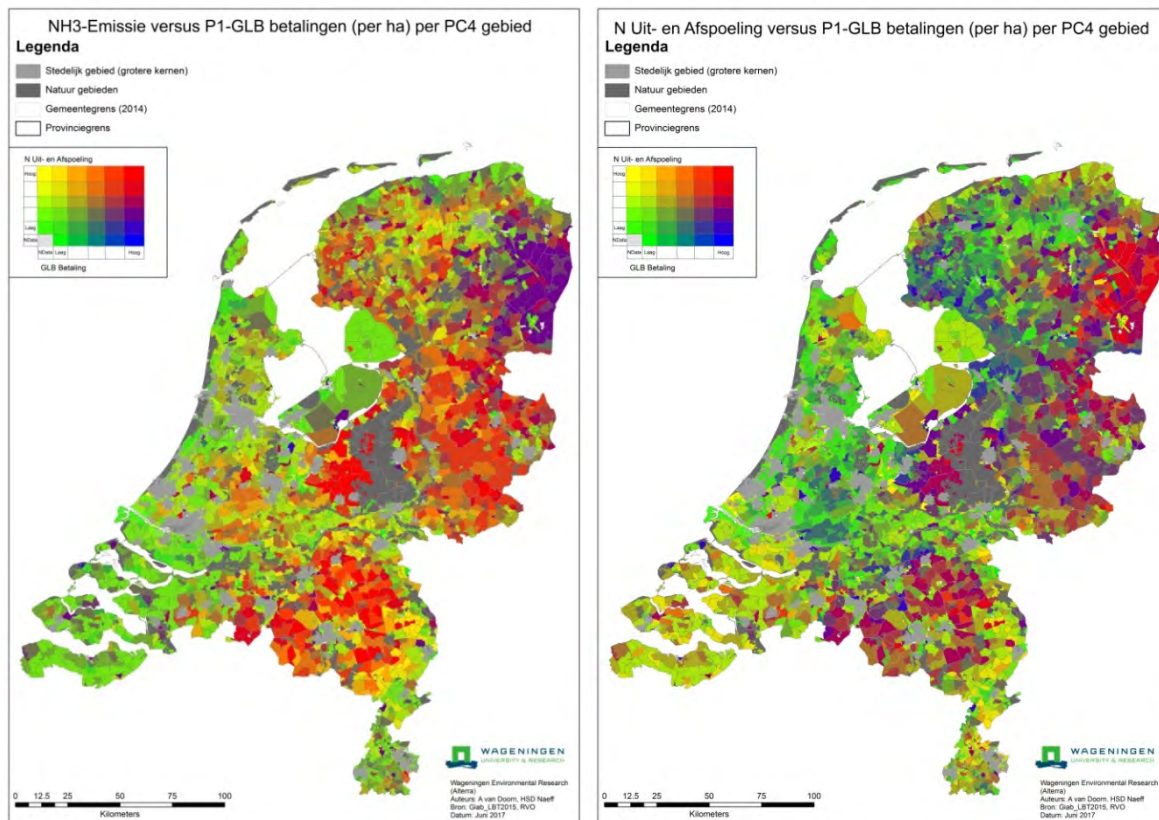 NH3-Emissie versus P1-GLB betalingen (per ha) per PC4 gebied
Legenda
Stedelijk gebied (grotere kernen)
Natuur gebieden
Gemeentegrens (2014)
Provinciegrens
N Uit- en Afspoeling
Hoog
Laag
NData
NData Laag Hoog
GLB Betaling
WAGENINGEN
UNIVERSITY & RESEARCH
Wageningen Environmental Research
(Alterra)
Auteurs: A van Doorn, HSD Naeff
Bron: Giab_LBT2015, RVO
Datum: Juni 2017
0 12.5 25 50 75 100
Kilometers
N Uit- en Afspoeling versus P1-GLB betalingen (per ha) per PC4 gebied
Legenda
Stedelijk gebied (grotere kernen)
Natuur gebieden
Gemeentegrens (2014)
Provinciegrens
N Uit- en Afspoeling
Hoog
Laag
NData
NData Laag Hoog
GLB Betaling
WAGENINGEN
UNIVERSITY & RESEARCH
Wageningen Environmental Research
(Alterra)
Auteurs: A van Doorn, HSD Naeff
Bron: Giab_LBT2015, RVO
Datum: Juni 2017
0 12.5 25 50 75 100
Kilometers